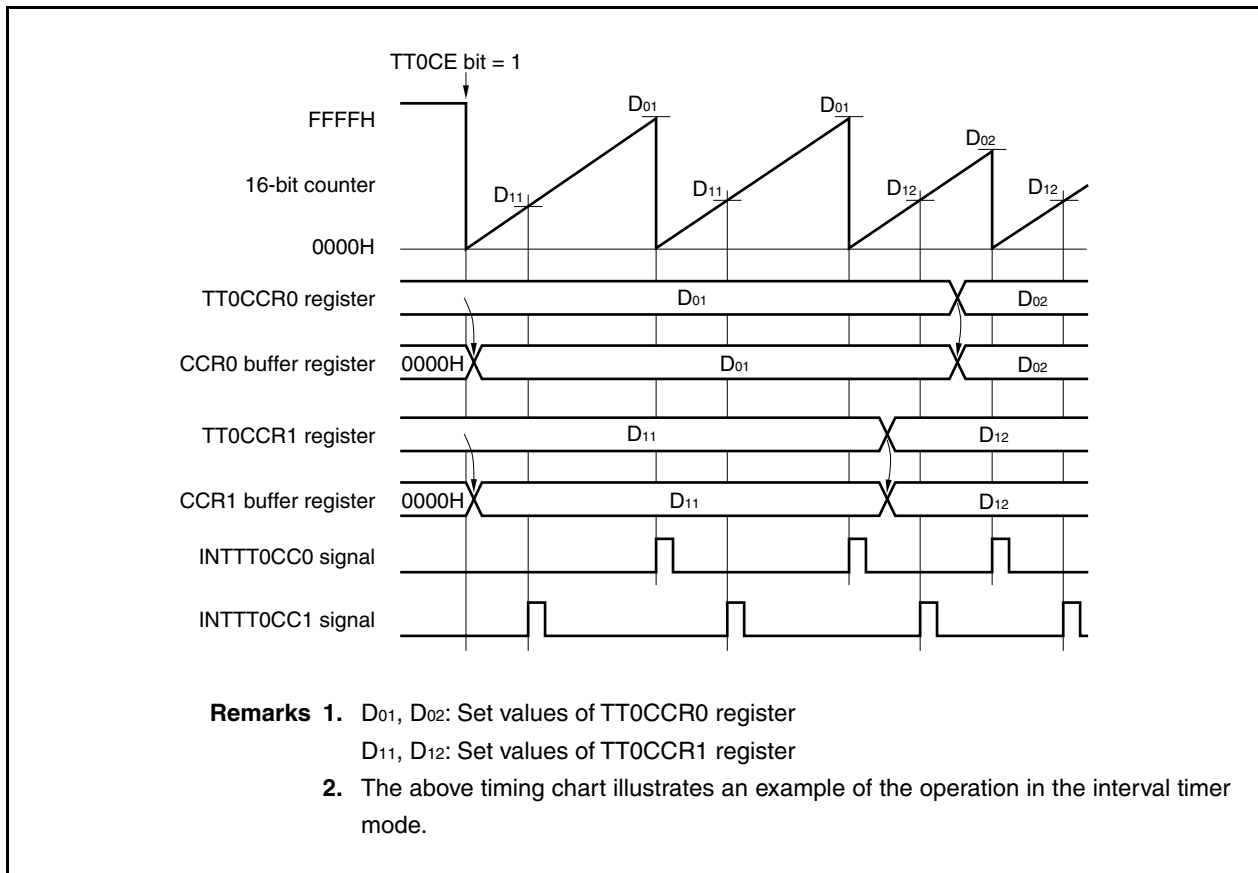 TT0CE bit = 1
D01 D01
FFFFH
D02
16-bit counter
D11 D11 D12 D12
0000H
TT0CCR0 register D01 D02
CCR0 buffer register 0000H D01 D02
TT0CCR1 register D11 D12
CCR1 buffer register 0000H D11 D12
INTTT0CC0 signal
INTTT0CC1 signal
Remarks 1. D01, D02: Set values of TT0CCR0 register
D11, D12: Set values of TT0CCR1 register
2. The above timing chart illustrates an example of the operation in the interval timer
mode.